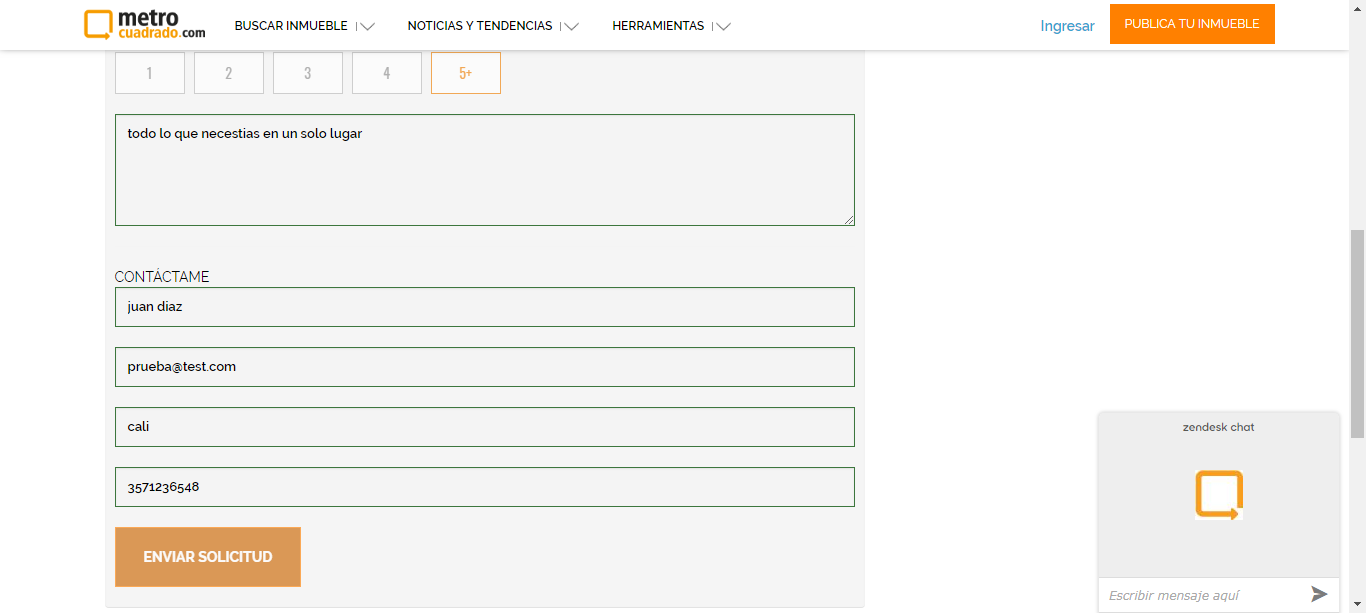 metro
cuadrado.com
BUSCAR INMUEBLE
NOTICIAS Y TENDENCIAS
HERRAMIENTAS
Ingresar
PUBLICA TU INMUEBLE
1 2 3 4 5+
todo lo que necestias en un solo lugar
CONTÁCTAME
juan diaz
prueba@test.com
cali
3571236548
ENVIAR SOLICITUD
zendesk chat
Escribir mensaje aquí